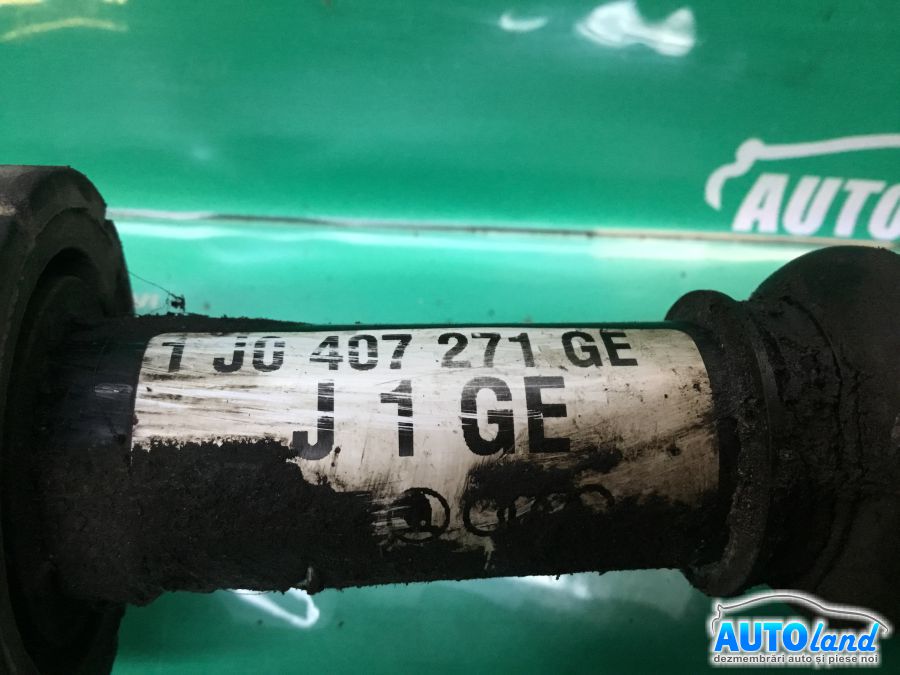 AUTO
1 J0 407 271 GE
J 1 GE
AUTOland
dezmembrări auto și piese noi